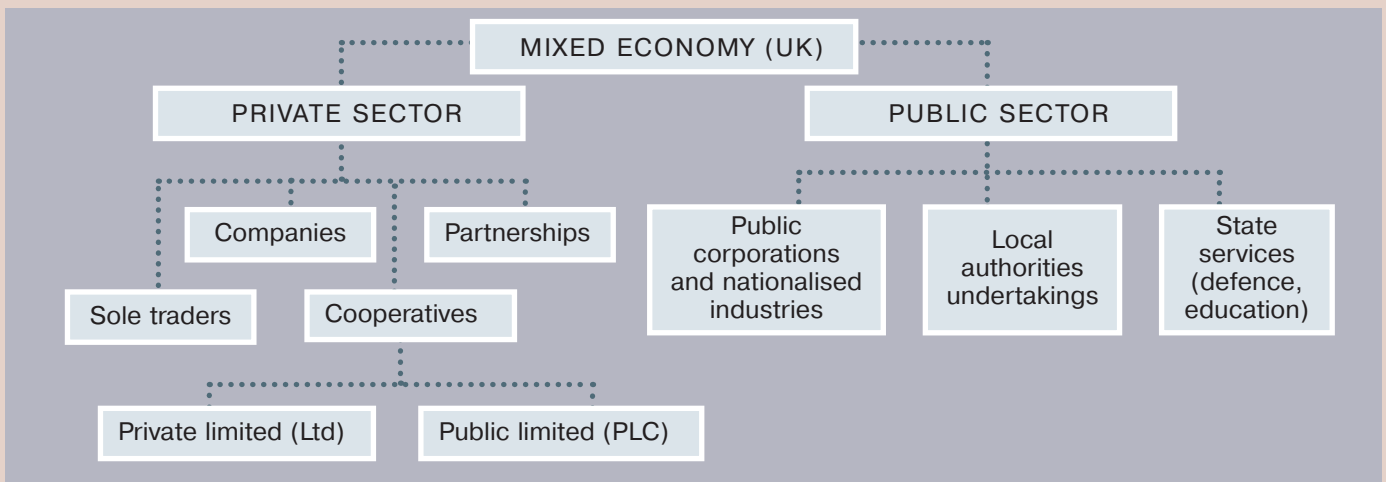 MIXED ECONOMY (UK)
PRIVATE SECTOR
PUBLIC SECTOR
Companies
Partnerships
Sole traders
Cooperatives
Private limited (Ltd)
Public limited (PLC)
Public
corporations
and nationalised
industries
Local
authorities
undertakings
State
services
(defence,
education)